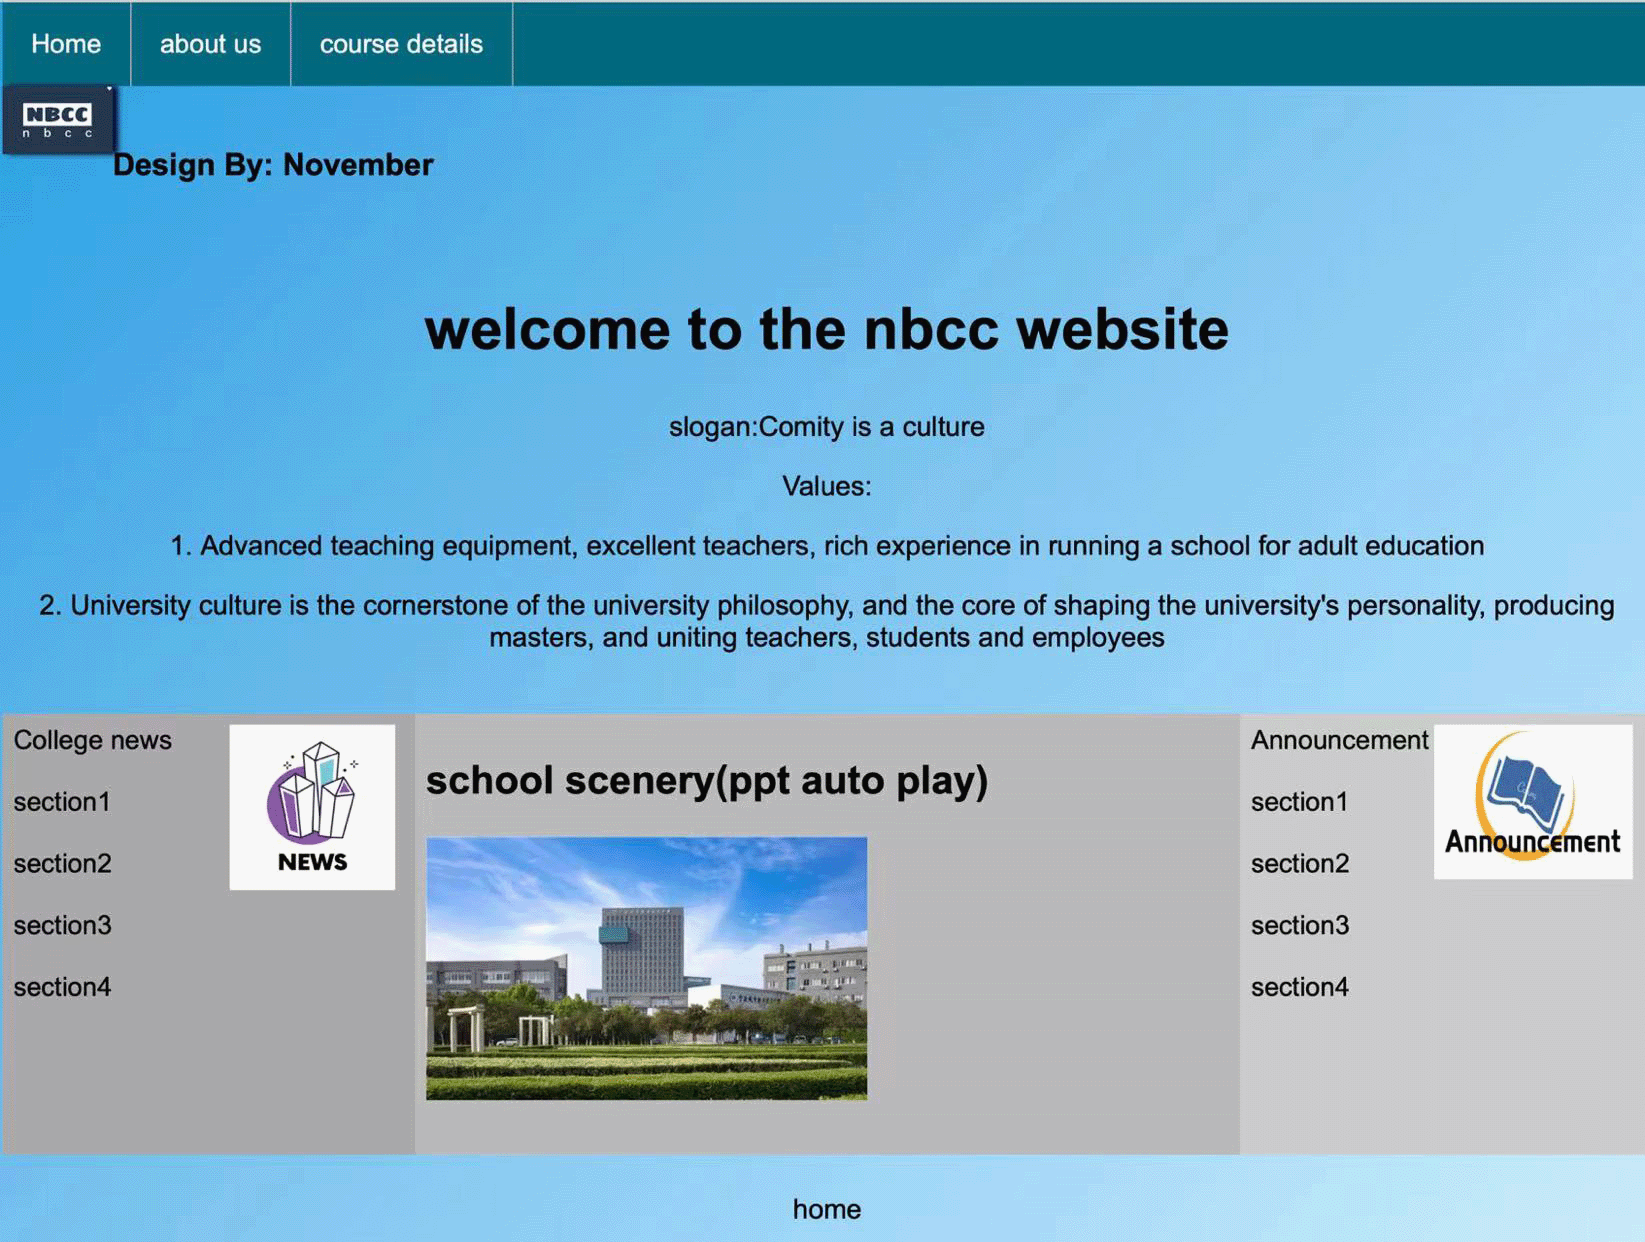 Home
about us
course details
NBCC
nbcc
Design By: November
welcome to the nbcc website
slogan:Comity is a culture
Values:
1. Advanced teaching equipment, excellent teachers, rich experience in running a school for adult education
2. University culture is the cornerstone of the university philosophy, and the core of shaping the university's personality, producing
masters, and uniting teachers, students and employees
College news
section1
section2
section3
section4
NEWS
school scenery(ppt auto play)
Announcement
section1
section2
section3
section4
Announcement
home